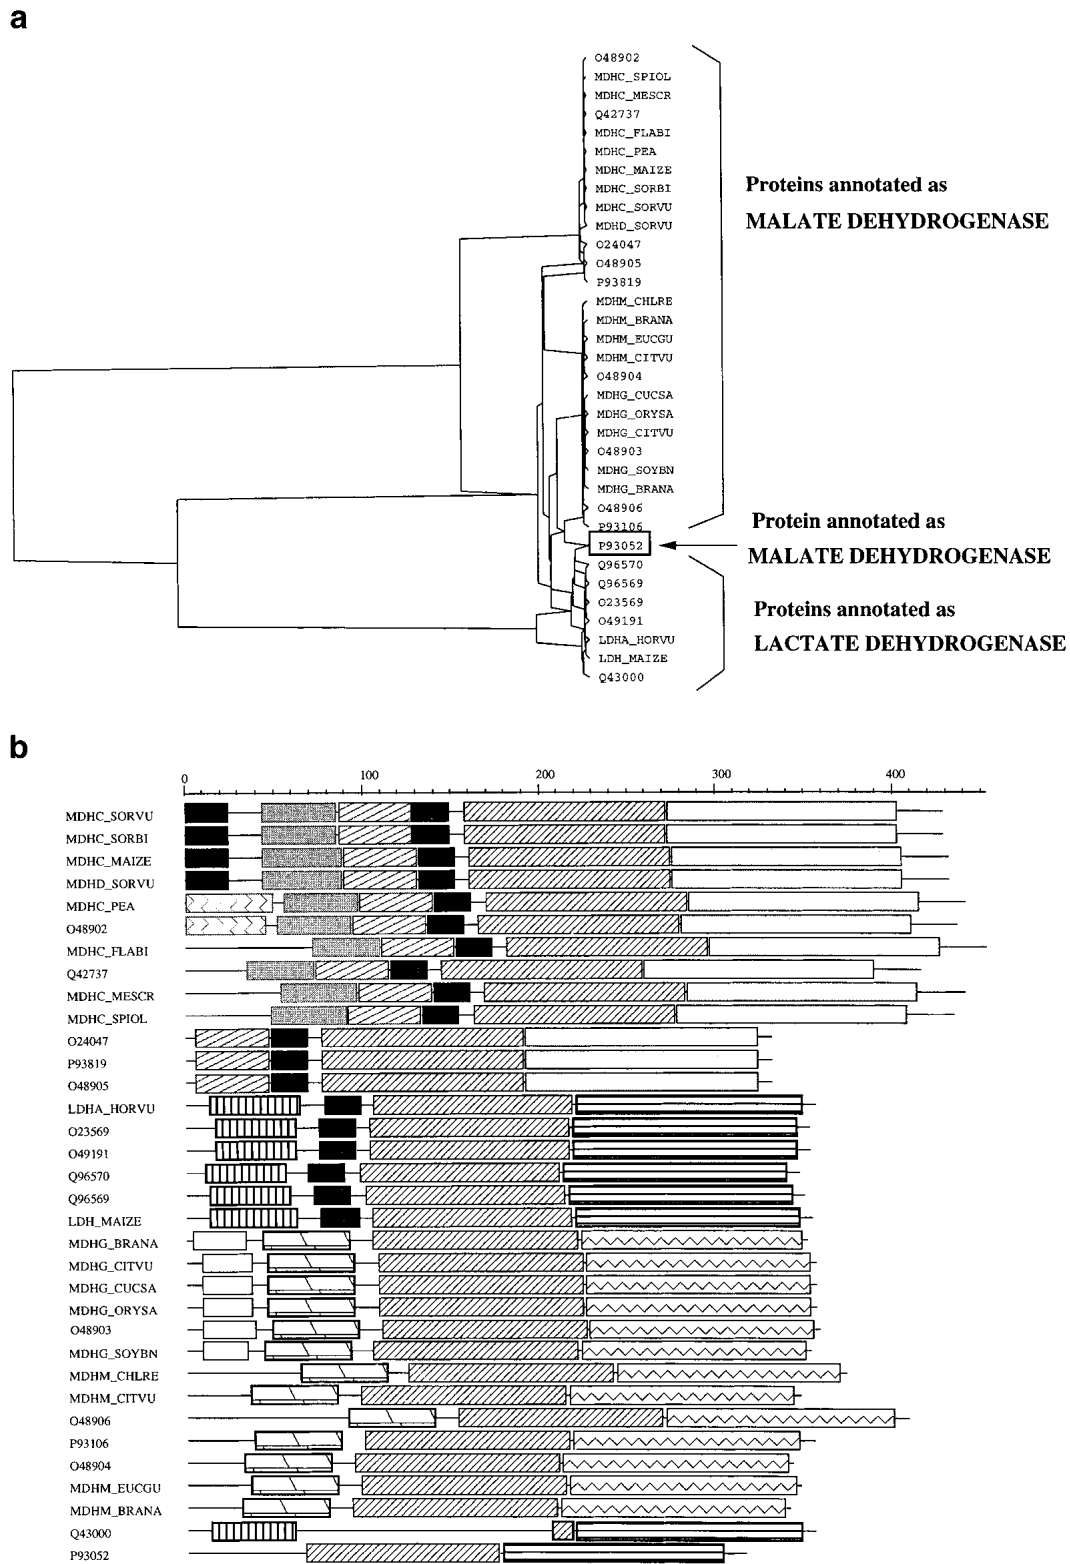 a
O48902
MDHC_SPIOL
MDHC_MESCR
Q42737
MDHC_FLABI
MDHC_PEA
MDHC_MAIZE
MDHC_SORBI
MDHC_SORVU
MDHD_SORVU
O24047
O48905
P93819
MDHM_CHLRE
MDHM_BRANA
MDHM_EUCGU
MDHM_CITVU
O48904
MDHG_CUCSA
MDHG_ORYSA
MDHG_CITVU
O48903
MDHG_SOYBN
MDHG_BRANA
O48906
P93106
P93052
Q96570
Q96569
O23569
O49191
LDHA_HORVU
LDH_MAIZE
Q43000
Proteins annotated as
MALATE DEHYDROGENASE
Protein annotated as
MALATE DEHYDROGENASE
Proteins annotated as
LACTATE DEHYDROGENASE
b
0 100 200 300 400
MDHC_SORVU
MDHC_SORBI
MDHC_MAIZE
MDHD_SORVU
MDHC_PEA
O48902
MDHC_FLABI
Q42737
MDHC_MESCR
MDHC_SPIOL
O24047
P93819
O48905
LDHA_HORVU
O23569
O49191
Q96570
Q96569
LDH_MAIZE
MDHG_BRANA
MDHG_CITVU
MDHG_CUCSA
MDHG_ORYSA
O48903
MDHG_SOYBN
MDHM_CHLRE
MDHM_CITVU
O48906
P93106
O48904
MDHM_EUCGU
MDHM_BRANA
Q43000
P93052